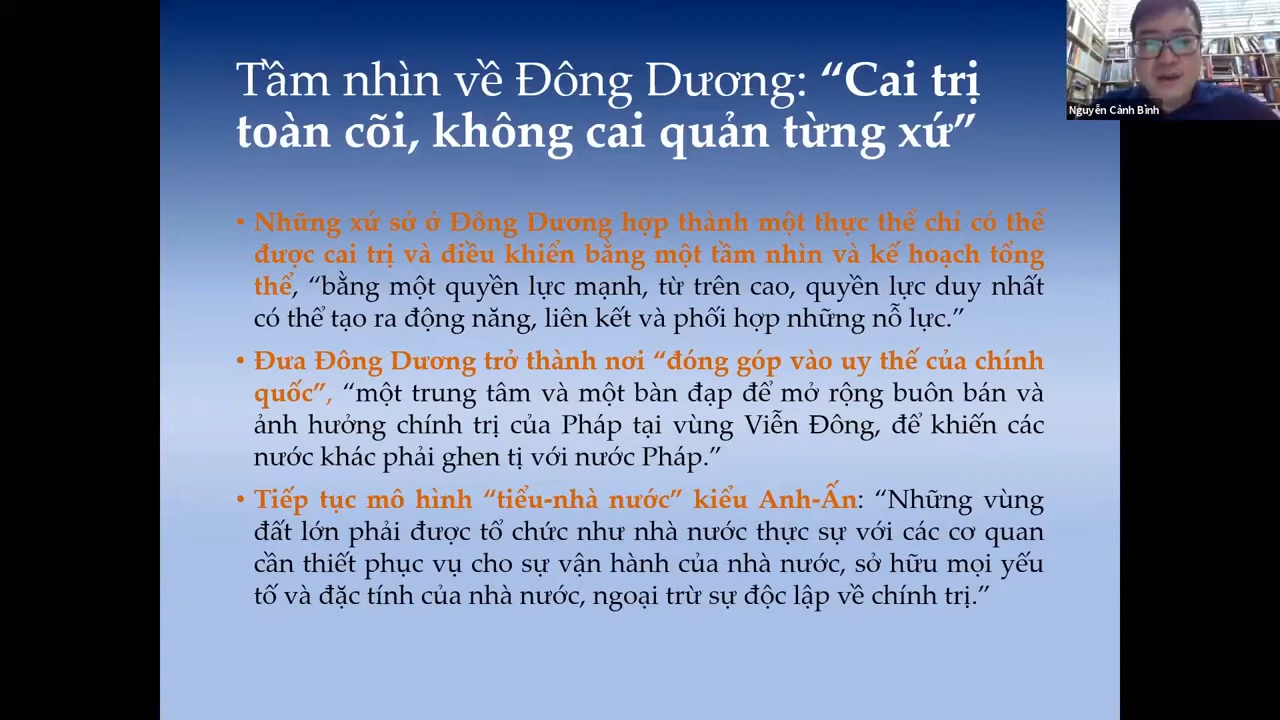 Tầm nhìn về Đông Dương: “Cai trị
toàn cõi, không cai quản từng xứ”
• Những xứ sở ở Đông Dương hợp thành một thực thể chỉ có thể
được cai trị và điều khiển bằng một tầm nhìn và kế hoạch tổng
thể, “bằng một quyền lực mạnh, từ trên cao, quyền lực duy nhất
có thể tạo ra động năng, liên kết và phối hợp những nỗ lực.”
• Đưa Đông Dương trở thành nơi “đóng góp vào uy thế của chính
quốc”, “một trung tâm và một bàn đạp để mở rộng buôn bán và
ảnh hưởng chính trị của Pháp tại vùng Viễn Đông, để khiến các
nước khác phải ghen tị với nước Pháp.”
• Tiếp tục mô hình “tiểu-nhà nước” kiểu Anh-Ấn: “Những vùng
đất lớn phải được tổ chức như nhà nước thực sự với các cơ quan
cần thiết phục vụ cho sự vận hành của nhà nước, sở hữu mọi yếu
tố và đặc tính của nhà nước, ngoại trừ sự độc lập về chính trị.”
Nguyễn Cảnh Bình